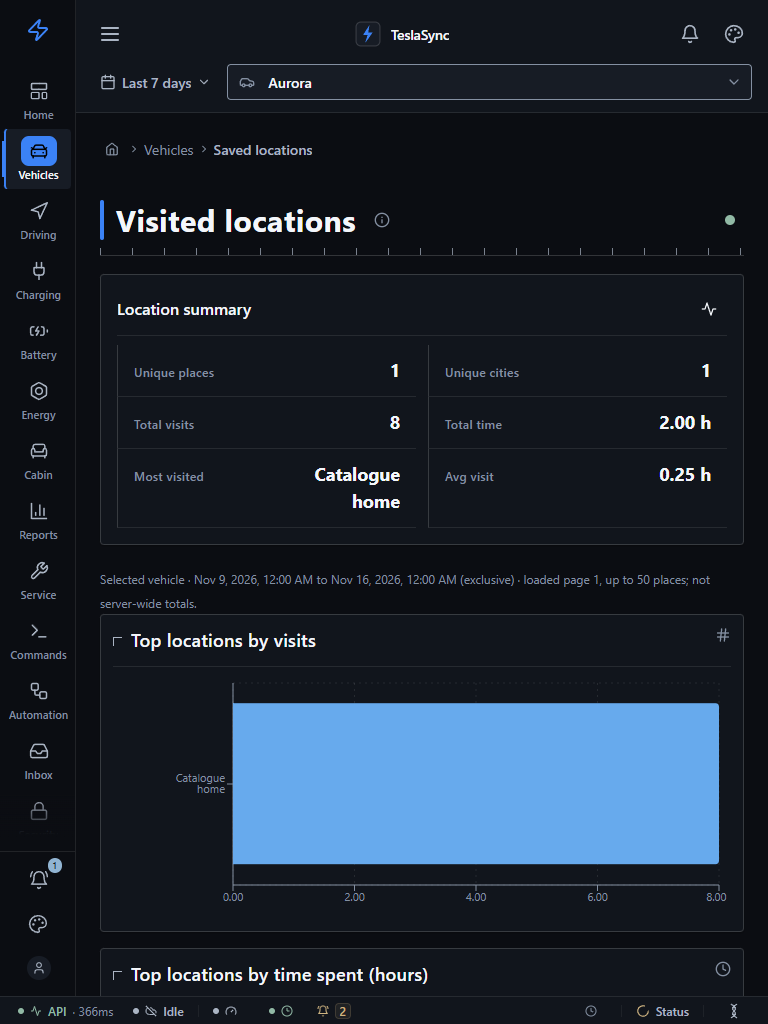 TeslaSync
Last 7 days
Aurora
Home
Vehicles
Driving
Charging
Battery
Energy
Cabin
Reports
Service
Commands
Automation
Inbox
1
Vehicles
Saved locations
Visited locations
Location summary
Unique places 1
Unique cities 1
Total visits 8
Total time 2.00 h
Most visited Catalogue
home
Avg visit 0.25 h
Selected vehicle · Nov 9, 2026, 12:00 AM to Nov 16, 2026, 12:00 AM (exclusive) · loaded page 1, up to 50 places; not
server-wide totals.
Top locations by visits
Catalogue
home
0.00 2.00 4.00 6.00 8.00
Top locations by time spent (hours)
API · 366ms
Idle
2
Status